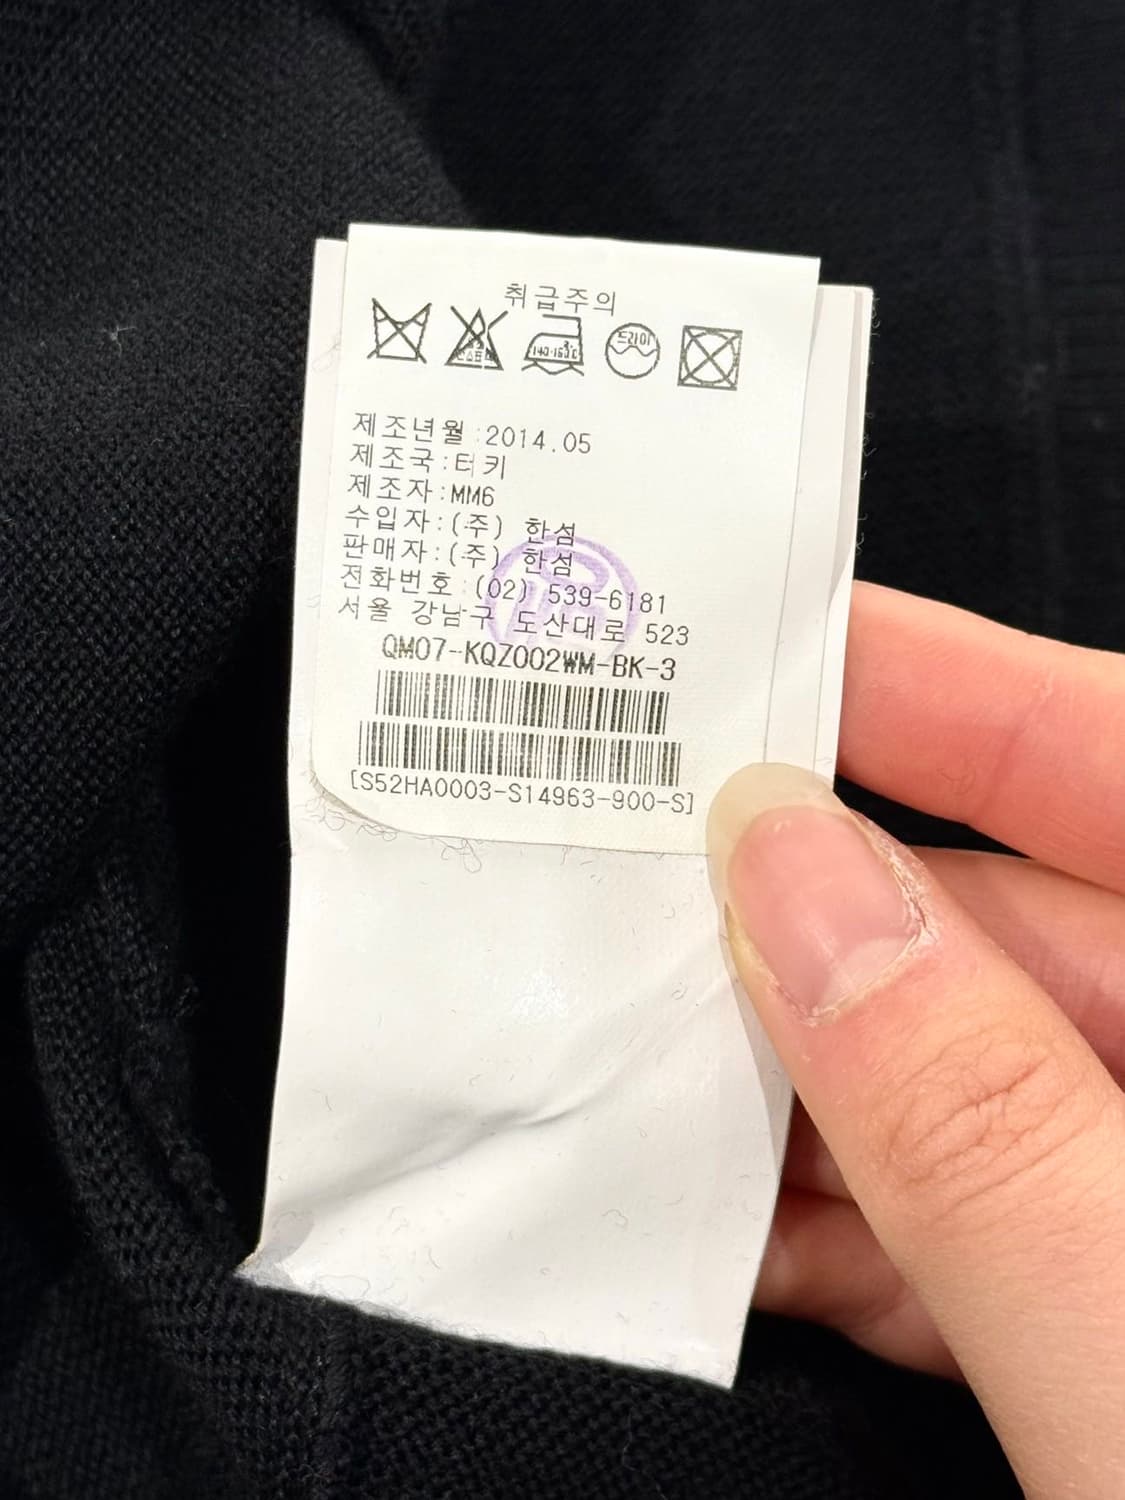 취급주의
드라이
제조년월:2014.05
제조국:터키
제조자:MM6
수입자:(주) 한섬
판매자:(주) 한섬
전화번호:(02) 539-6181
서울 강남구 도산대로 523
QM07-KQZ002WM-BK-3
[S52HA0003-S14963-900-S]